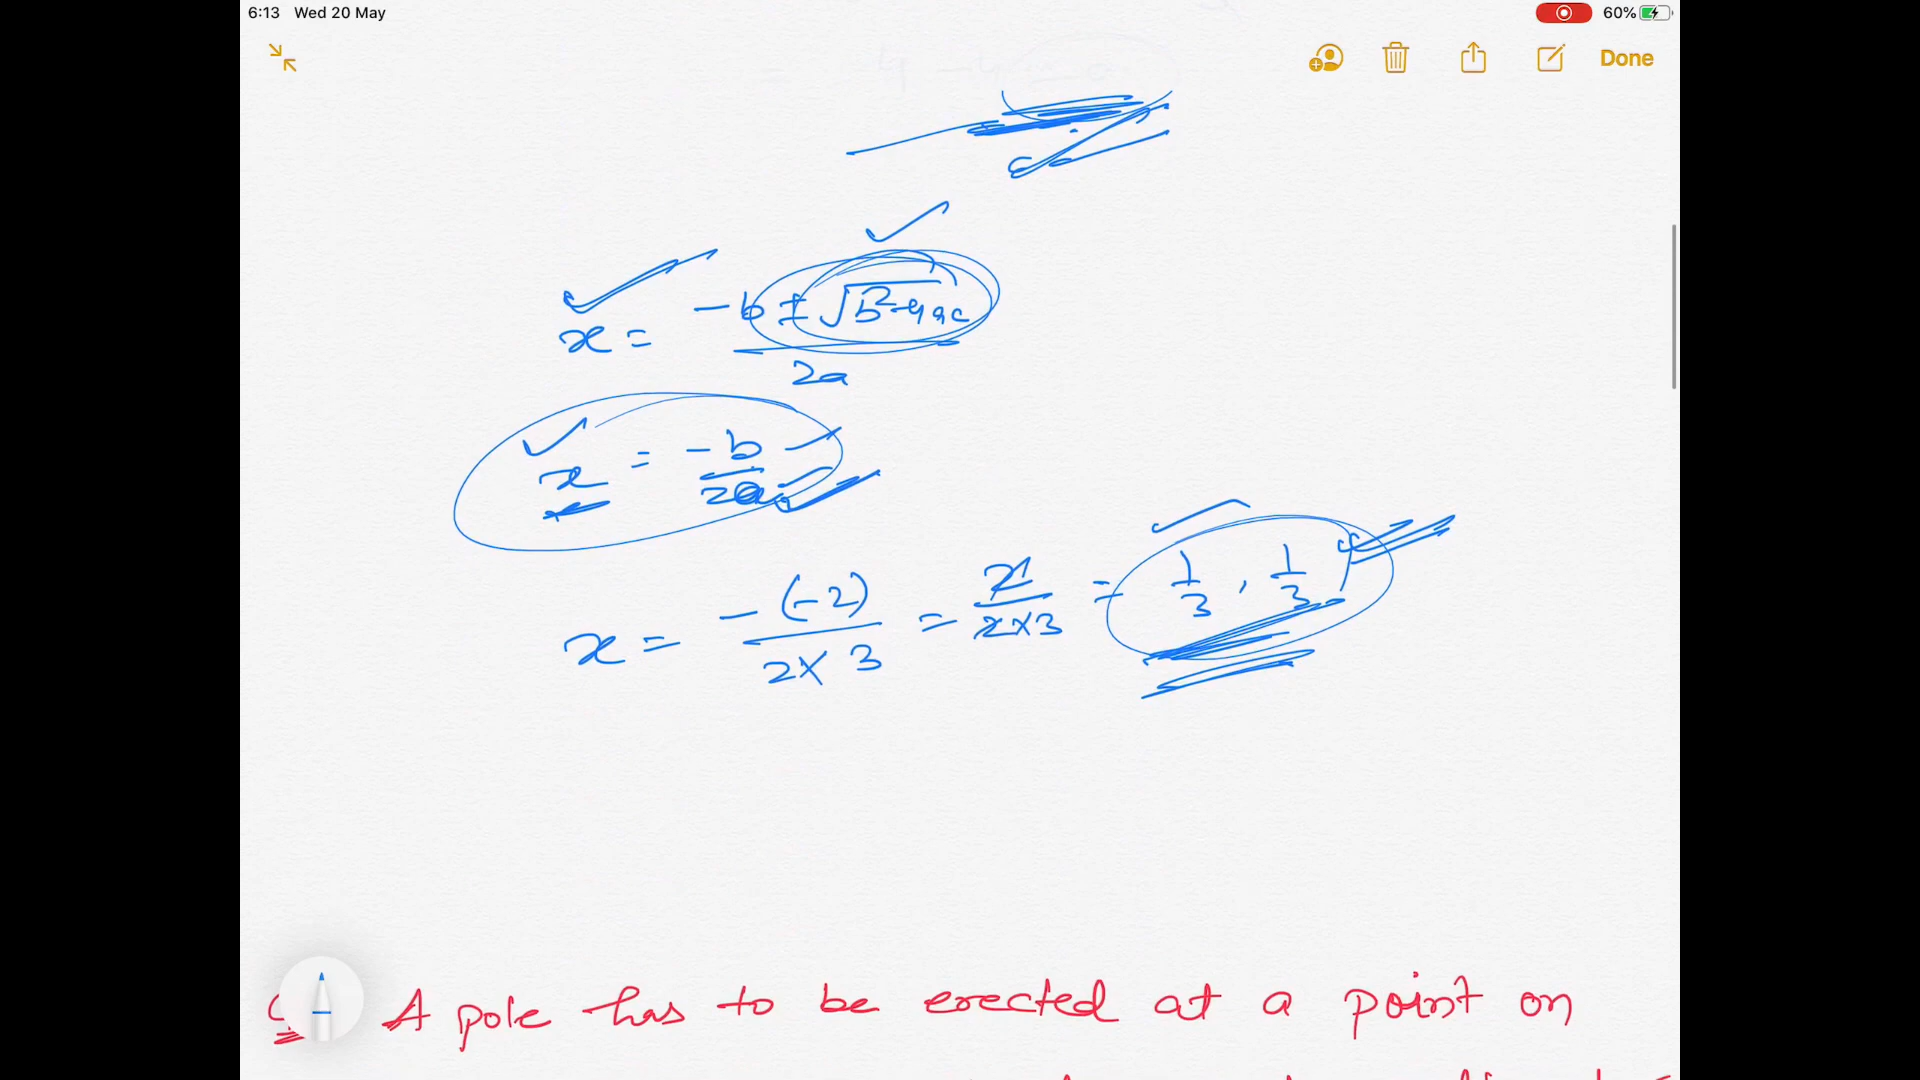 6:13 Wed 20 May 60%
Done
x = -b ± √b²-4ac / 2a
x = -b / 2a
x = -(-2) / 2×3 = 2 / 2×3 = 1/3 , 1/3
A pole has to be erected at a point on